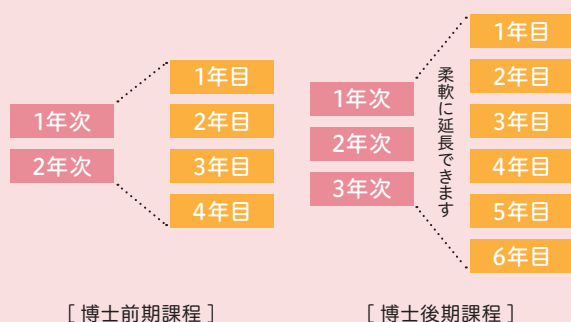 1年次
2年次
1年目
2年目
3年目
4年目
[ 博士前期課程 ]
1年次
2年次
3年次
柔軟に延長できます
1年目
2年目
3年目
4年目
5年目
6年目
[ 博士後期課程 ]